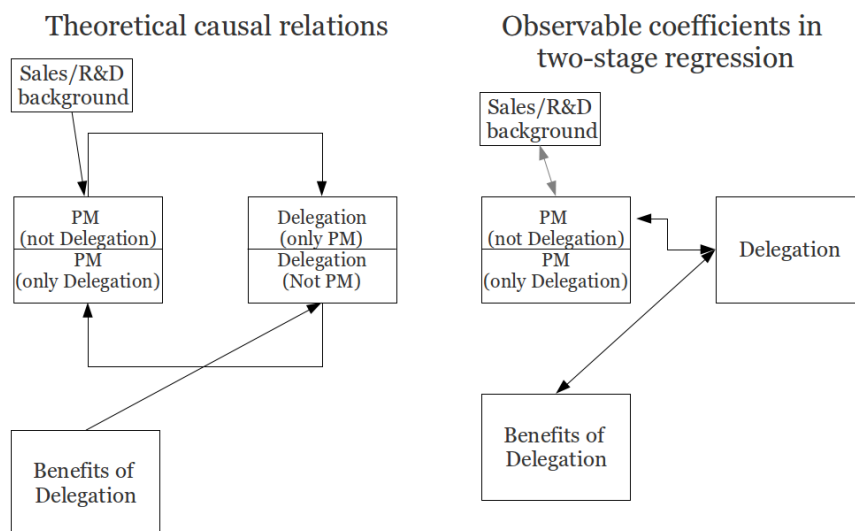 Theoretical causal relations
Sales/R&D
background
PM
(not Delegation)
PM
(only Delegation)
Delegation
(only PM)
Delegation
(Not PM)
Benefits of
Delegation
Observable coefficients in
two-stage regression
Sales/R&D
background
PM
(not Delegation)
PM
(only Delegation)
Delegation
Benefits of
Delegation